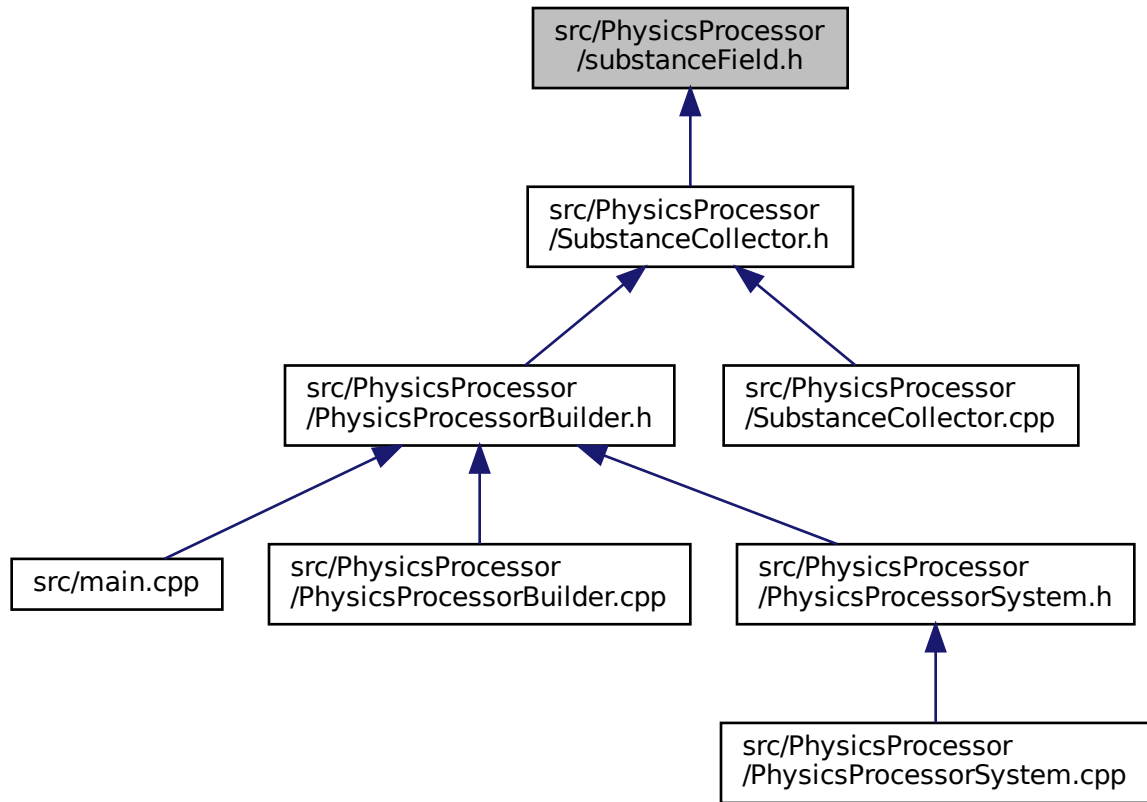 src/PhysicsProcessor
/substanceField.h
src/PhysicsProcessor
/SubstanceCollector.h
src/PhysicsProcessor
/PhysicsProcessorBuilder.h
src/PhysicsProcessor
/SubstanceCollector.cpp
src/main.cpp
src/PhysicsProcessor
/PhysicsProcessorBuilder.cpp
src/PhysicsProcessor
/PhysicsProcessorSystem.h
src/PhysicsProcessor
/PhysicsProcessorSystem.cpp